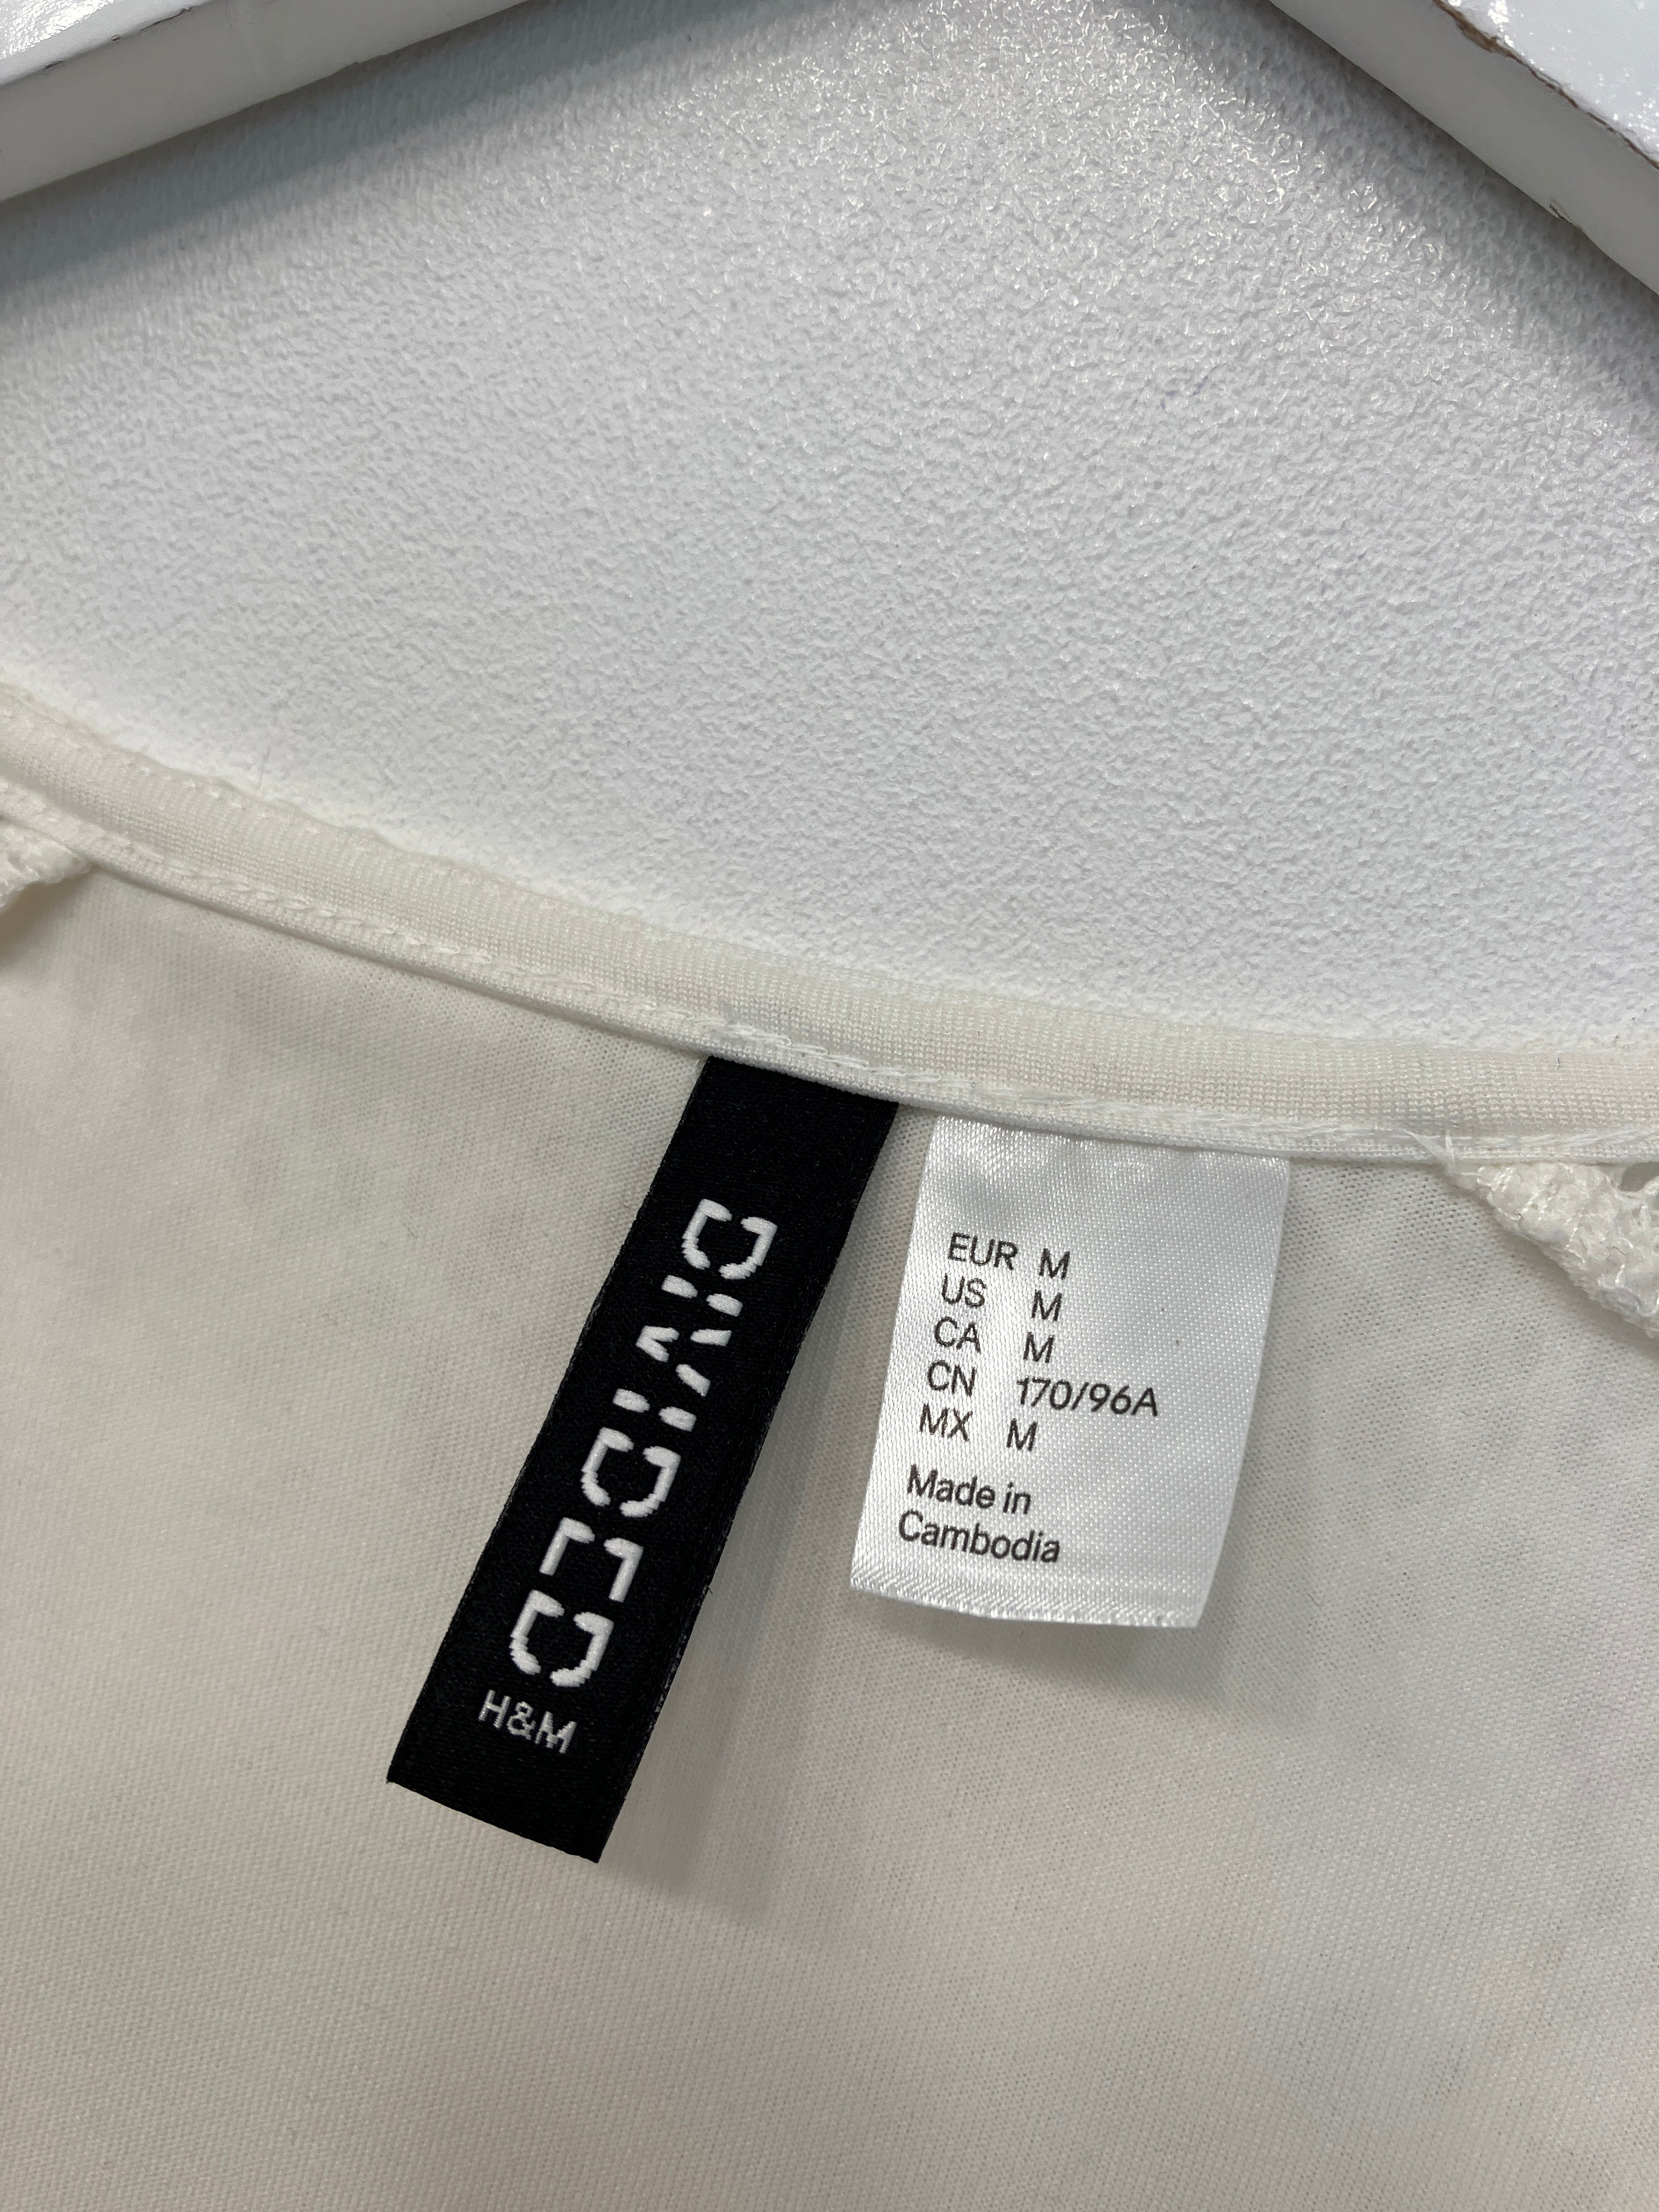 DIVIDED
H&M
EUR M
US M
CA M
CN 170/96A
MX M
Made in
Cambodia